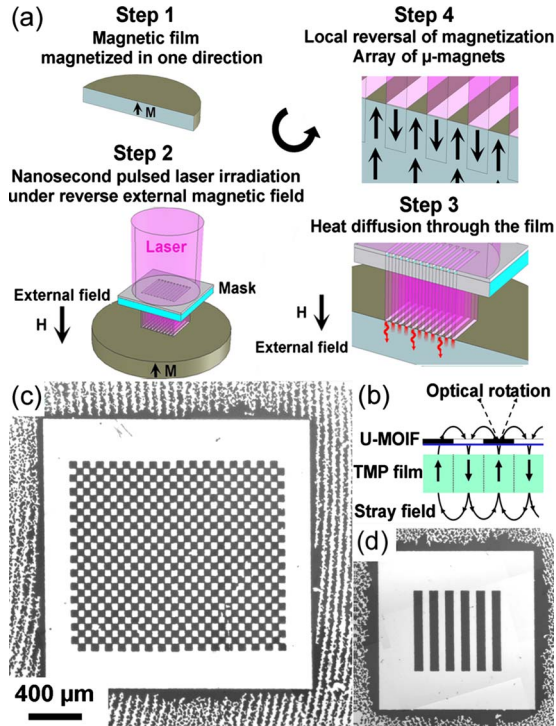 (a)
Step 1
Magnetic film
magnetized in one direction
M
Step 4
Local reversal of magnetization
Array of µ-magnets
Step 2
Nanosecond pulsed laser irradiation
under reverse external magnetic field
Laser
Mask
External field
H
M
Step 3
Heat diffusion through the film
H
External field
(c)
400 µm
(b)
Optical rotation
U-MOIF
TMP film
Stray field
(d)